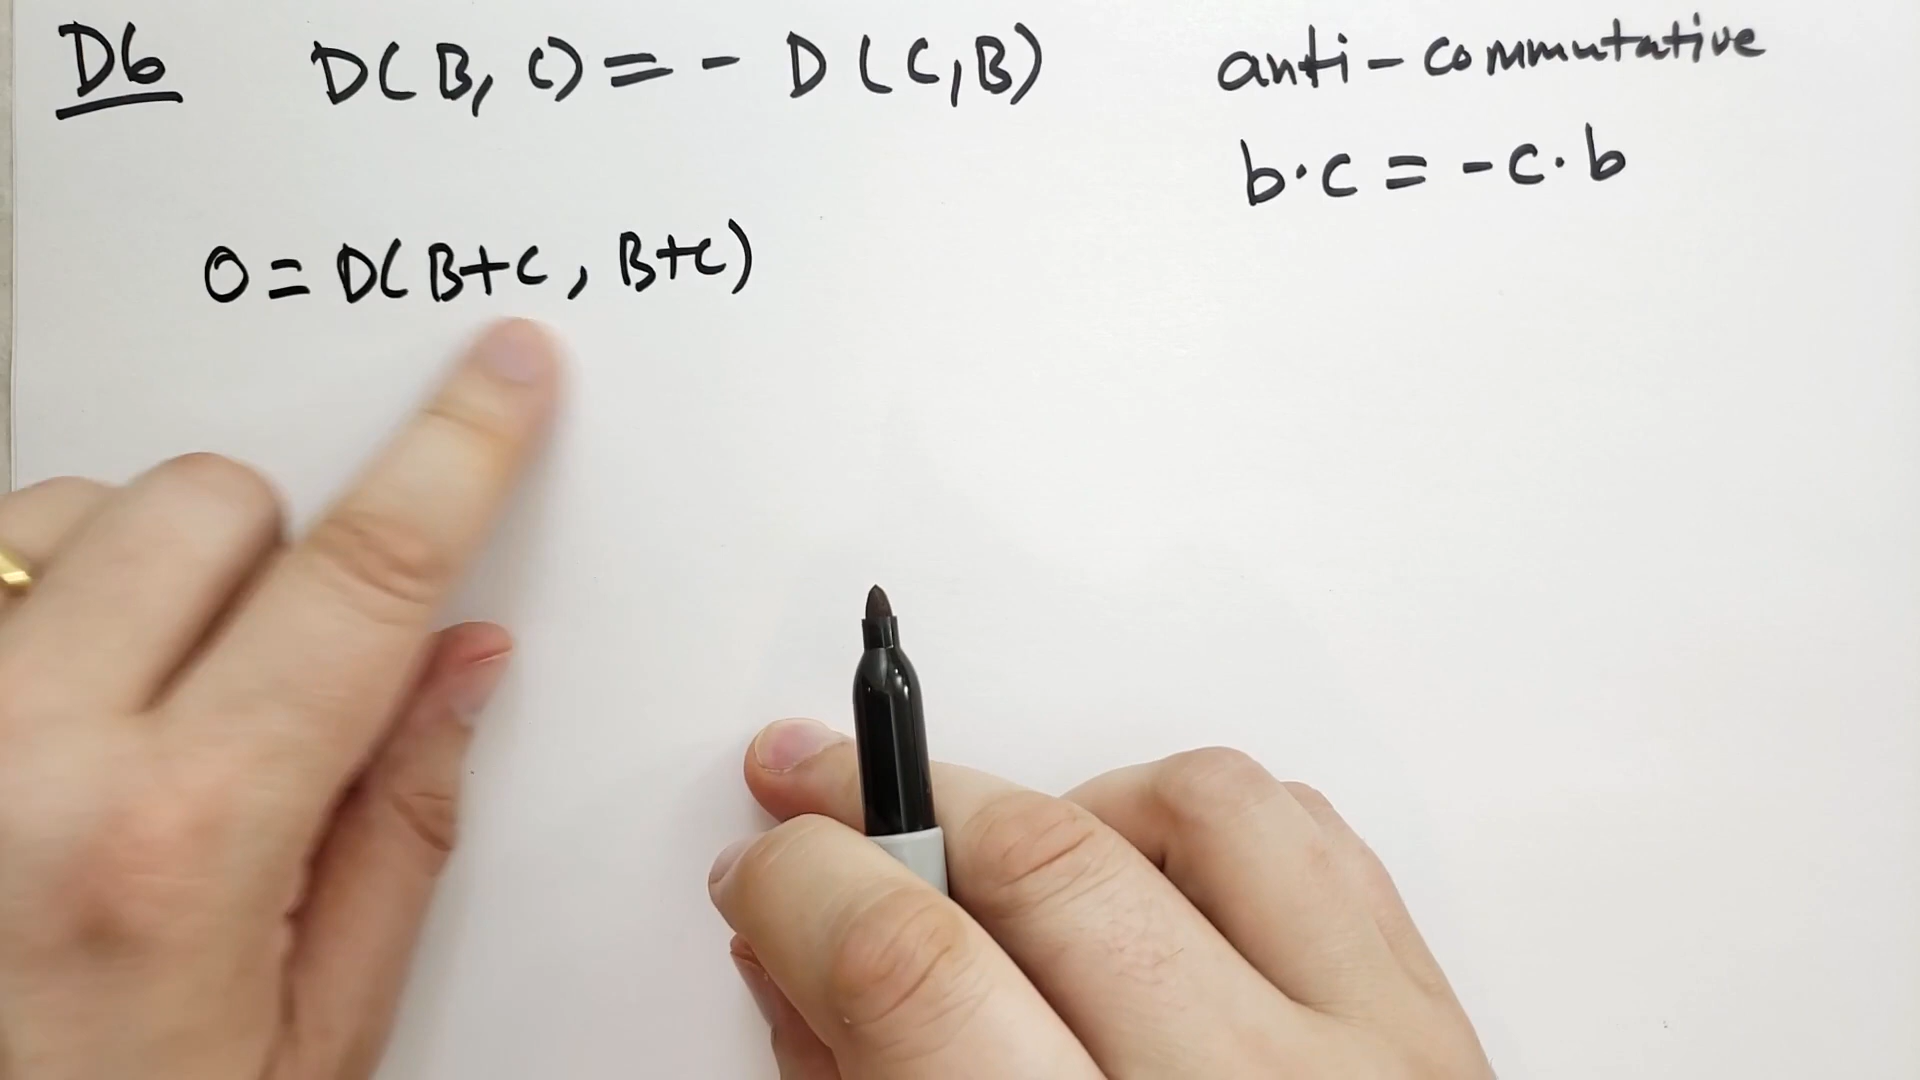 D6 D(B, C) = - D(C,B) anti-commutative
b·c = -c·b
0 = D(B+C, B+C)